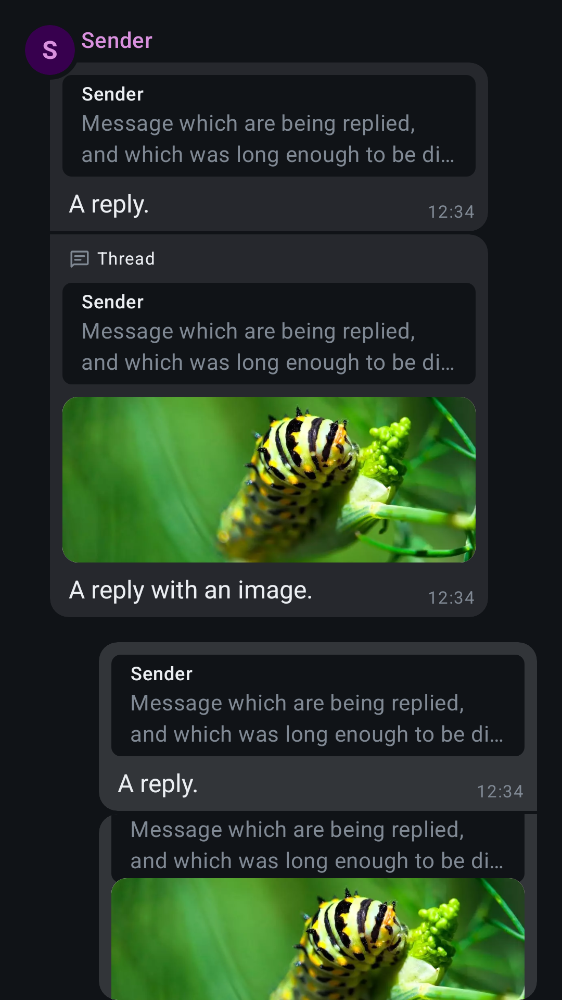 S
Sender
Sender
Message which are being replied,
and which was long enough to be di…
A reply.
12:34
Thread
Sender
Message which are being replied,
and which was long enough to be di…
A reply with an image.
12:34
Sender
Message which are being replied,
and which was long enough to be di…
A reply.
12:34
Message which are being replied,
and which was long enough to be di…